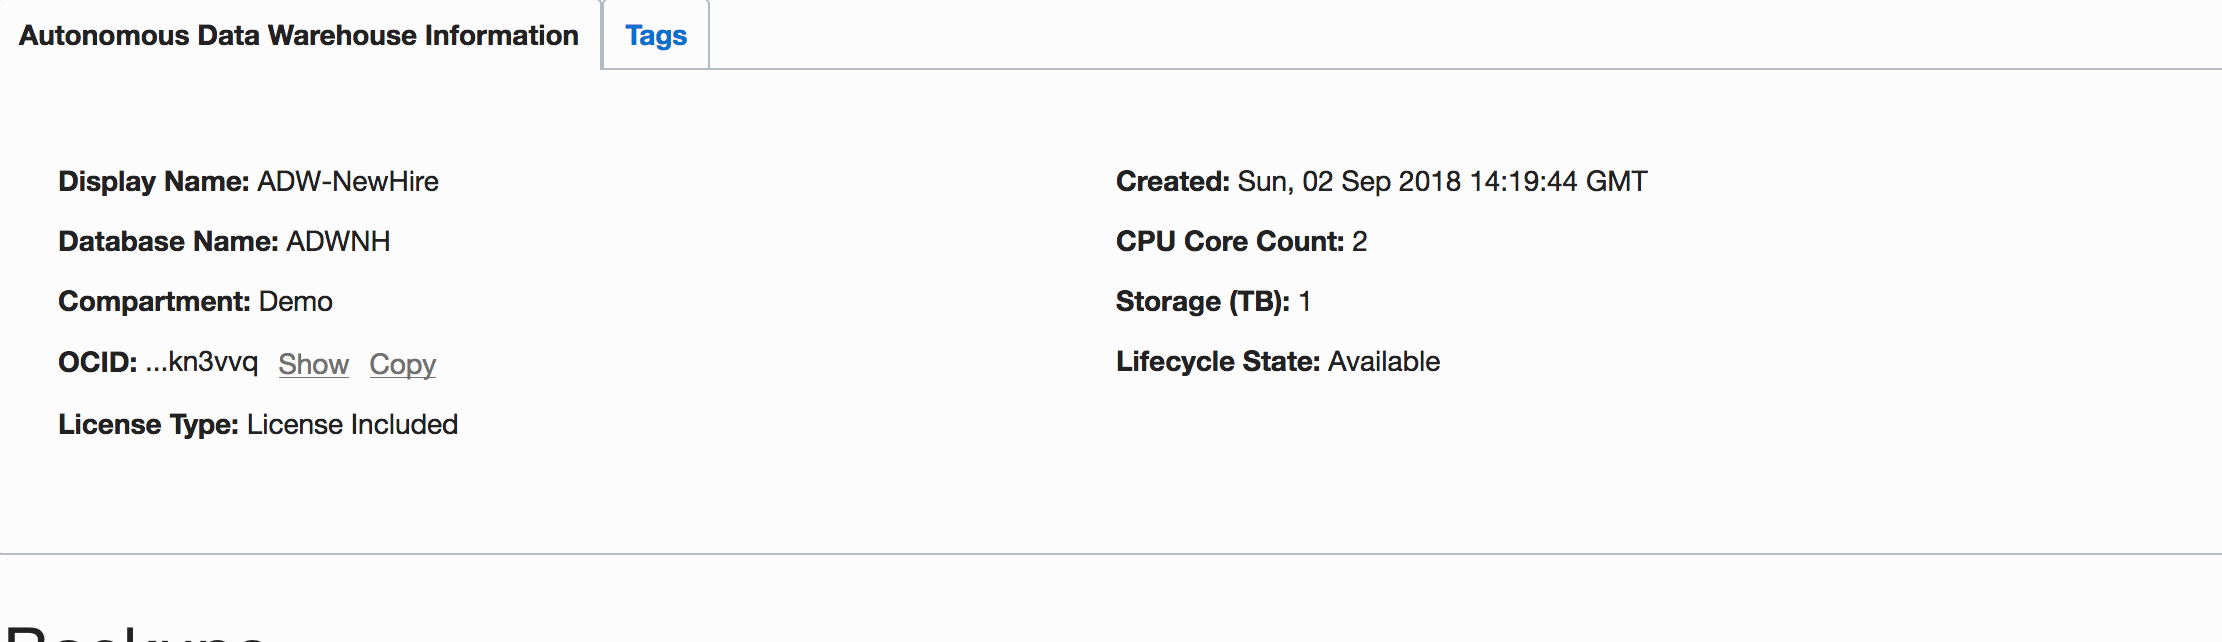 Autonomous Data Warehouse Information
Tags
Display Name: ADW-NewHire
Database Name: ADWNH
Compartment: Demo
OCID: ...kn3vvq Show Copy
License Type: License Included
Created: Sun, 02 Sep 2018 14:19:44 GMT
CPU Core Count: 2
Storage (TB): 1
Lifecycle State: Available
Backups